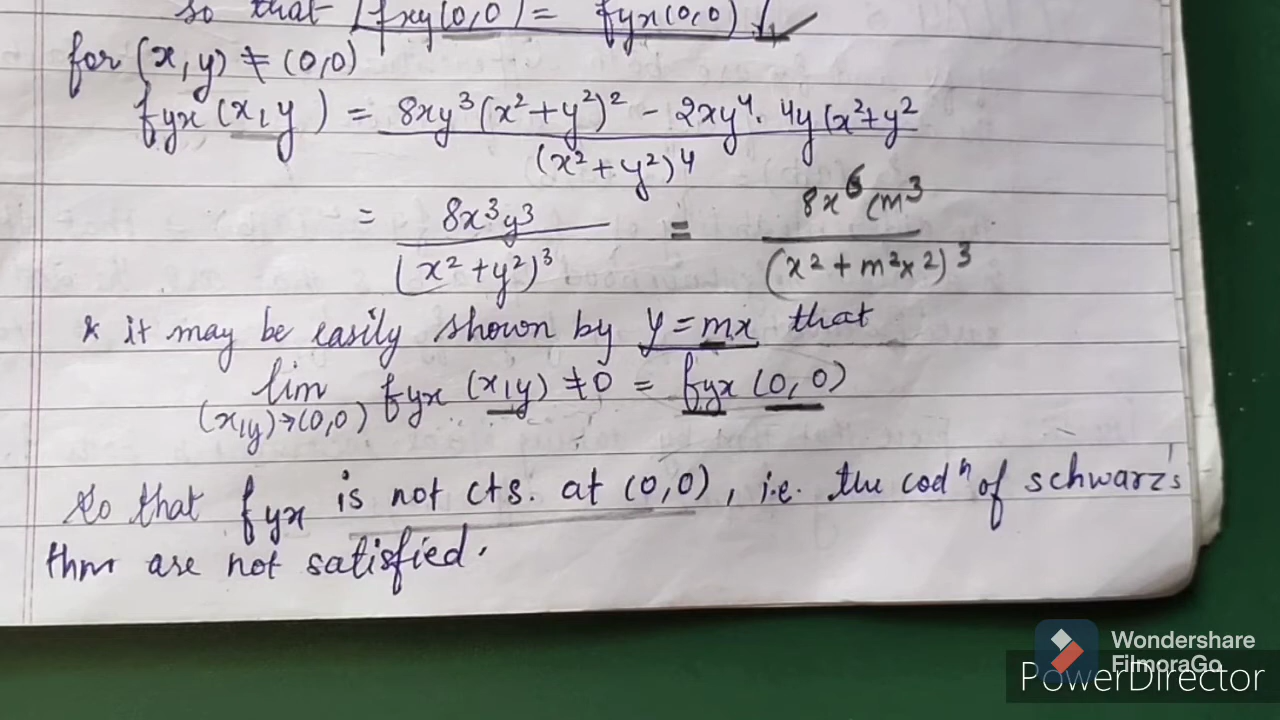 so that fxy(0,0) = fyx(0,0)
for (x,y) ≠ (0,0)
fyx (x,y) = 8xy³(x²+y²)² - 2xy⁴. 4y(x²+y²
(x²+y²)⁴
= 8x³y³ = 8x⁶(m³
(x²+y²)³ (x²+m²x²)³
* it may be easily shown by y=mx that
lim fyx (x,y) ≠ 0 = fyx (0,0)
(x,y)→(0,0)
so that fyx is not cts. at (0,0), i.e. the codⁿ of schwarz's
thm are not satisfied.
Wondershare
FilmoraGo
PowerDirector